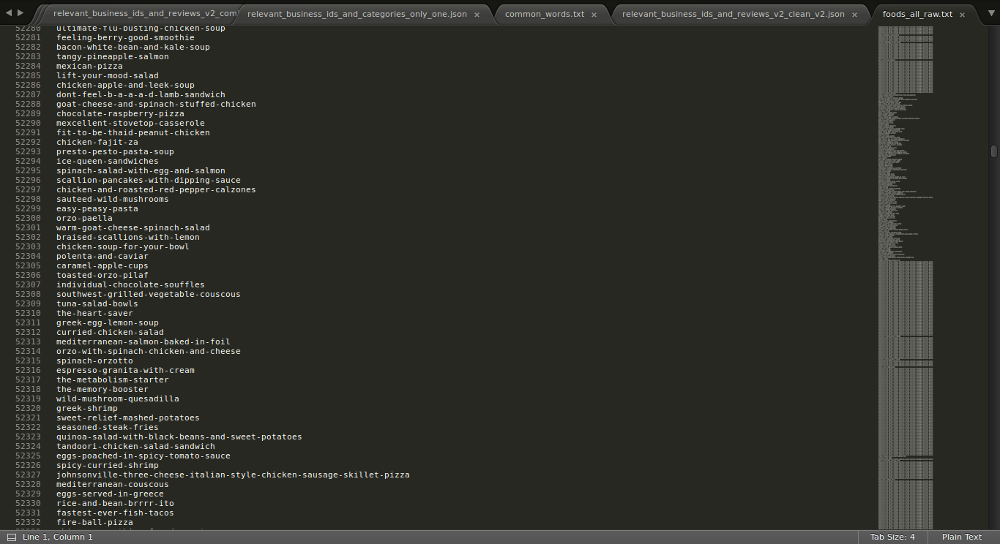 relevant_business_ids_and_reviews_v2_com
relevant_business_ids_and_categories_only_one.json ×
common_words.txt ×
relevant_business_ids_and_reviews_v2_clean_v2.json ×
foods_all_raw.txt ×
52280 ultimate-flu-busting-chicken-soup
52281 feeling-berry-good-smoothie
52282 bacon-white-bean-and-kale-soup
52283 tangy-pineapple-salmon
52284 mexican-pizza
52285 lift-your-mood-salad
52286 chicken-apple-and-leek-soup
52287 dont-feel-b-a-a-a-d-lamb-sandwich
52288 goat-cheese-and-spinach-stuffed-chicken
52289 chocolate-raspberry-pizza
52290 mexcellent-stovetop-casserole
52291 fit-to-be-thaid-peanut-chicken
52292 chicken-fajit-za
52293 presto-pesto-pasta-soup
52294 ice-queen-sandwiches
52295 spinach-salad-with-egg-and-salmon
52296 scallion-pancakes-with-dipping-sauce
52297 chicken-and-roasted-red-pepper-calzones
52298 sauteed-wild-mushrooms
52299 easy-peasy-pasta
52300 orzo-paella
52301 warm-goat-cheese-spinach-salad
52302 braised-scallions-with-lemon
52303 chicken-soup-for-your-bowl
52304 polenta-and-caviar
52305 caramel-apple-cups
52306 toasted-orzo-pilaf
52307 individual-chocolate-souffles
52308 southwest-grilled-vegetable-couscous
52309 tuna-salad-bowls
52310 the-heart-saver
52311 greek-egg-lemon-soup
52312 curried-chicken-salad
52313 mediterranean-salmon-baked-in-foil
52314 orzo-with-spinach-chicken-and-cheese
52315 spinach-orzotto
52316 espresso-granita-with-cream
52317 the-metabolism-starter
52318 the-memory-booster
52319 wild-mushroom-quesadilla
52320 greek-shrimp
52321 sweet-relief-mashed-potatoes
52322 seasoned-steak-fries
52323 quinoa-salad-with-black-beans-and-sweet-potatoes
52324 tandoori-chicken-salad-sandwich
52325 eggs-poached-in-spicy-tomato-sauce
52326 spicy-curried-shrimp
52327 johnsonville-three-cheese-italian-style-chicken-sausage-skillet-pizza
52328 mediterranean-couscous
52329 eggs-served-in-greece
52330 rice-and-bean-brrrr-ito
52331 fastest-ever-fish-tacos
52332 fire-ball-pizza
Line 1, Column 1
Tab Size: 4
Plain Text